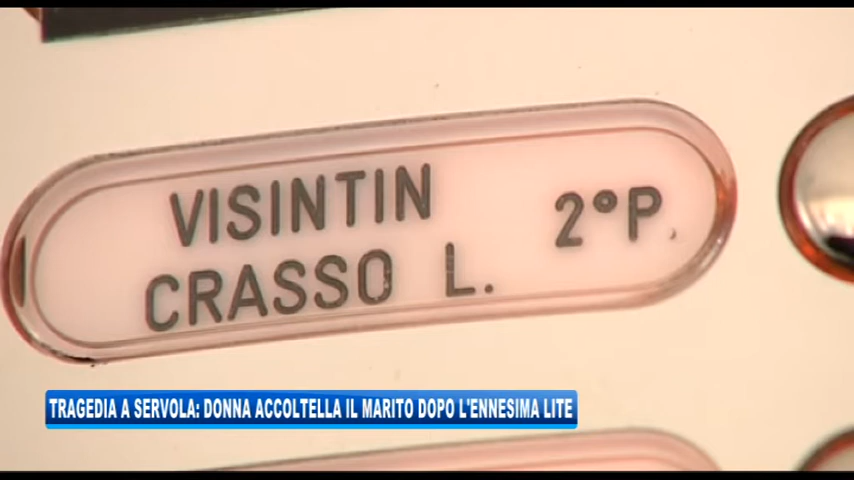 VISINTIN 2°P.
CRASSO L.
TRAGEDIA A SERVOLA: DONNA ACCOLTELLA IL MARITO DOPO L'ENNESIMA LITE